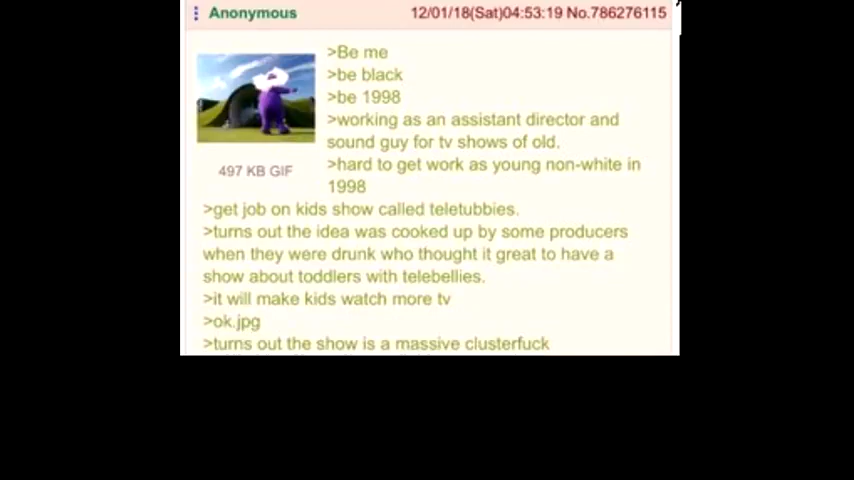 Anonymous 12/01/18(Sat)04:53:19 No.786276115
>Be me
>be black
>be 1998
>working as an assistant director and
sound guy for tv shows of old.
>hard to get work as young non-white in
1998
497 KB GIF
>get job on kids show called teletubbies.
>turns out the idea was cooked up by some producers
when they were drunk who thought it great to have a
show about toddlers with telebellies.
>it will make kids watch more tv
>ok.jpg
>turns out the show is a massive clusterfuck